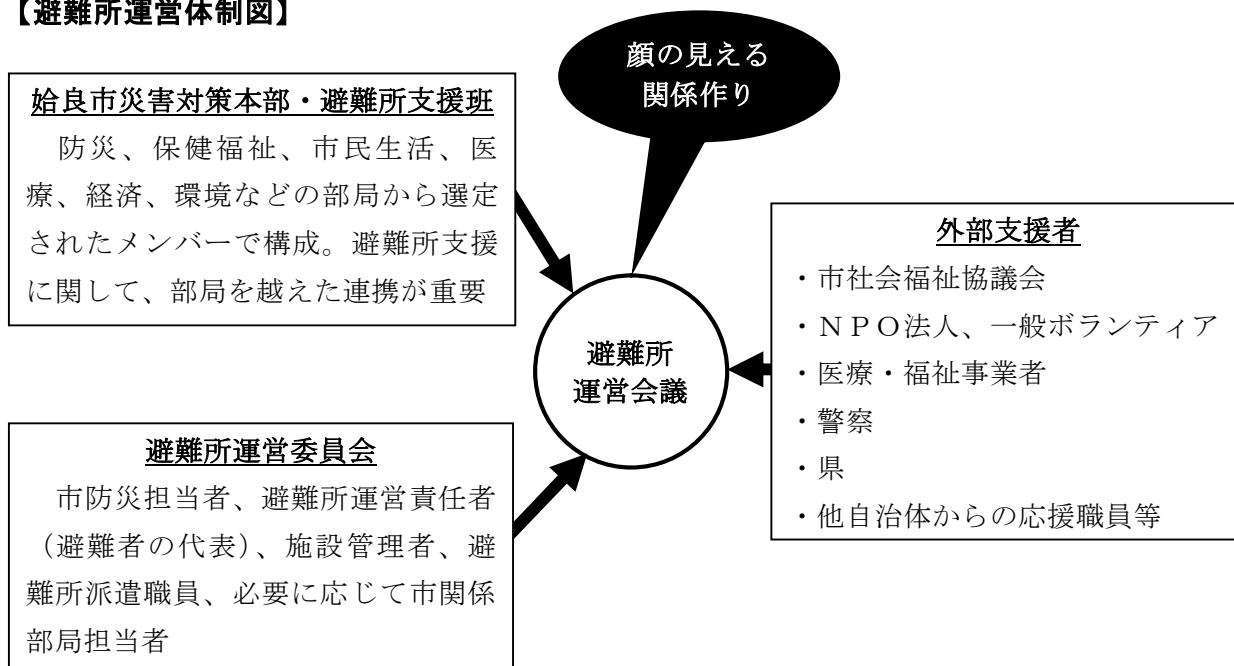 【避難所運営体制図】
顔の見える
関係作り
姶良市災害対策本部・避難所支援班
防災、保健福祉、市民生活、医
療、経済、環境などの部局から選定
されたメンバーで構成。避難所支援
に関して、部局を越えた連携が重要
外部支援者
・市社会福祉協議会
・ＮＰＯ法人、一般ボランティア
・医療・福祉事業者
・警察
・県
・他自治体からの応援職員等
避難所
運営会議
避難所運営委員会
市防災担当者、避難所運営責任者
（避難者の代表）、施設管理者、避
難所派遣職員、必要に応じて市関係
部局担当者